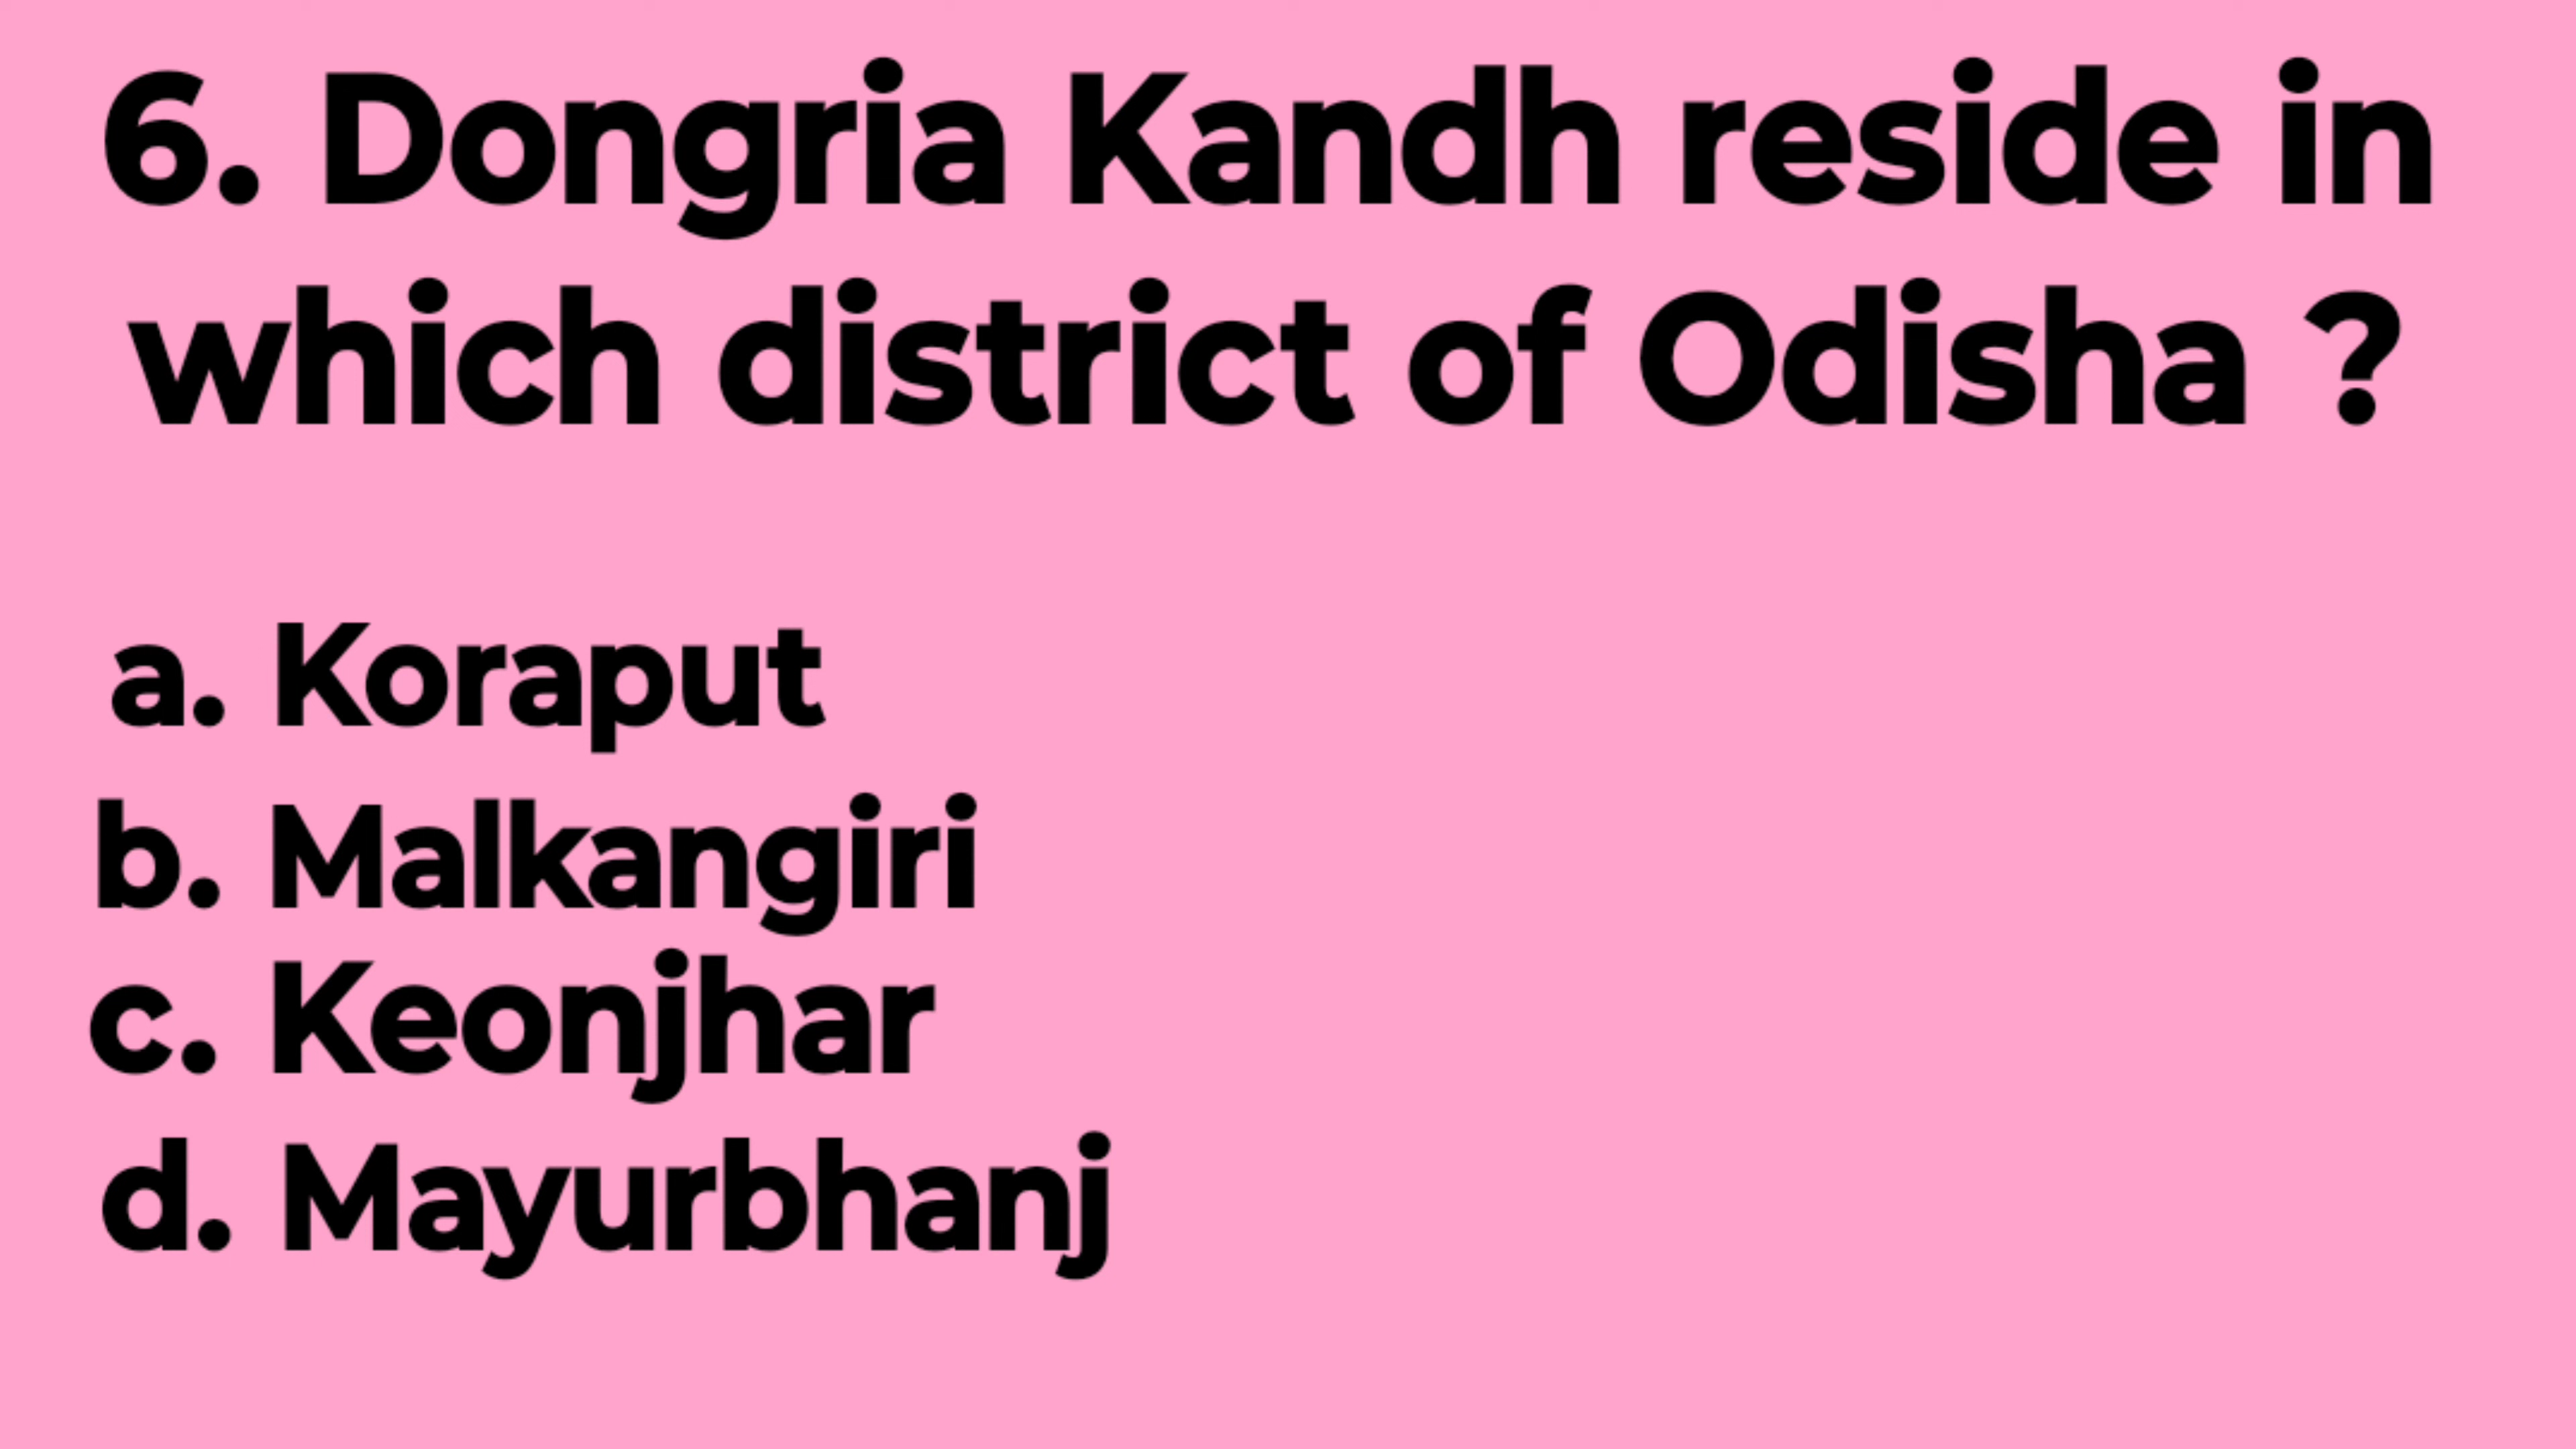 6. Dongria Kandh reside in
which district of Odisha ?
a. Koraput
b. Malkangiri
c. Keonjhar
d. Mayurbhanj